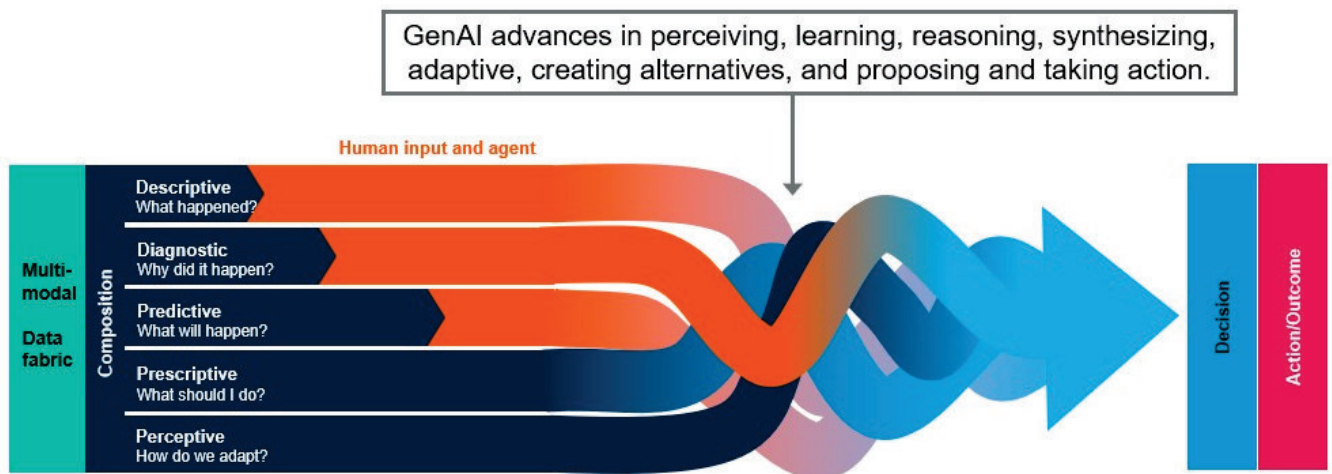 GenAI advances in perceiving, learning, reasoning, synthesizing,
adaptive, creating alternatives, and proposing and taking action.
Human input and agent
Multi-
modal
Data
fabric
Composition
Descriptive
What happened?
Diagnostic
Why did it happen?
Predictive
What will happen?
Prescriptive
What should I do?
Perceptive
How do we adapt?
Decision
Action/Outcome